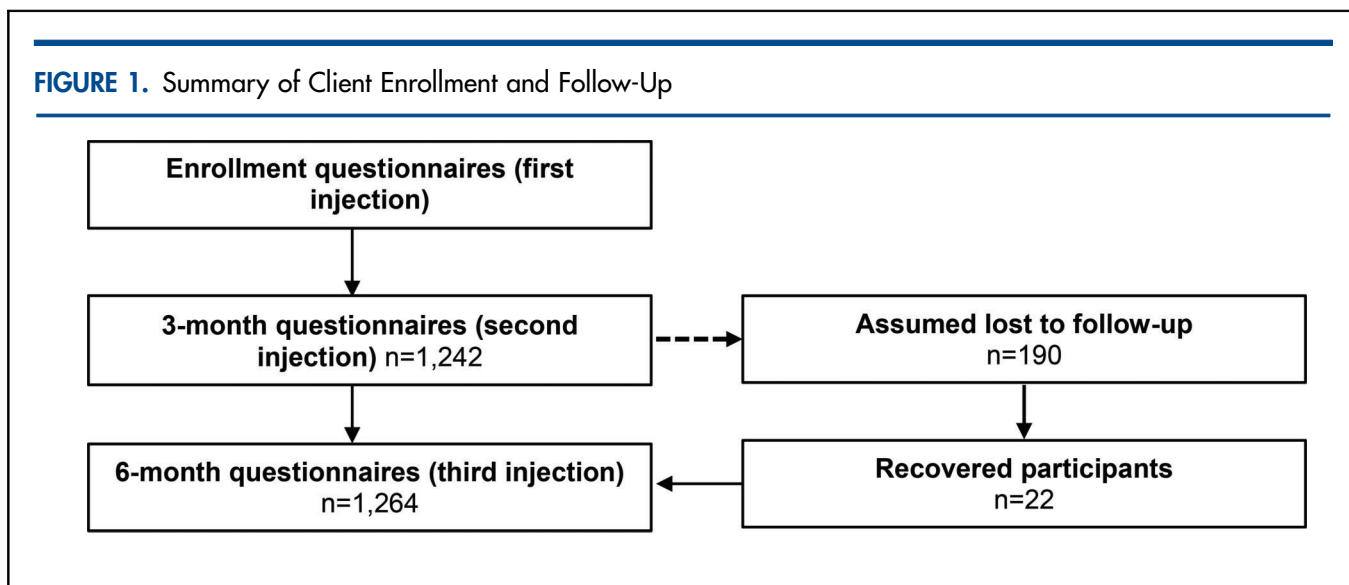 FIGURE 1. Summary of Client Enrollment and Follow-Up
Enrollment questionnaires (first
injection)
3-month questionnaires (second
injection) n=1,242
Assumed lost to follow-up
n=190
6-month questionnaires (third injection)
n=1,264
Recovered participants
n=22